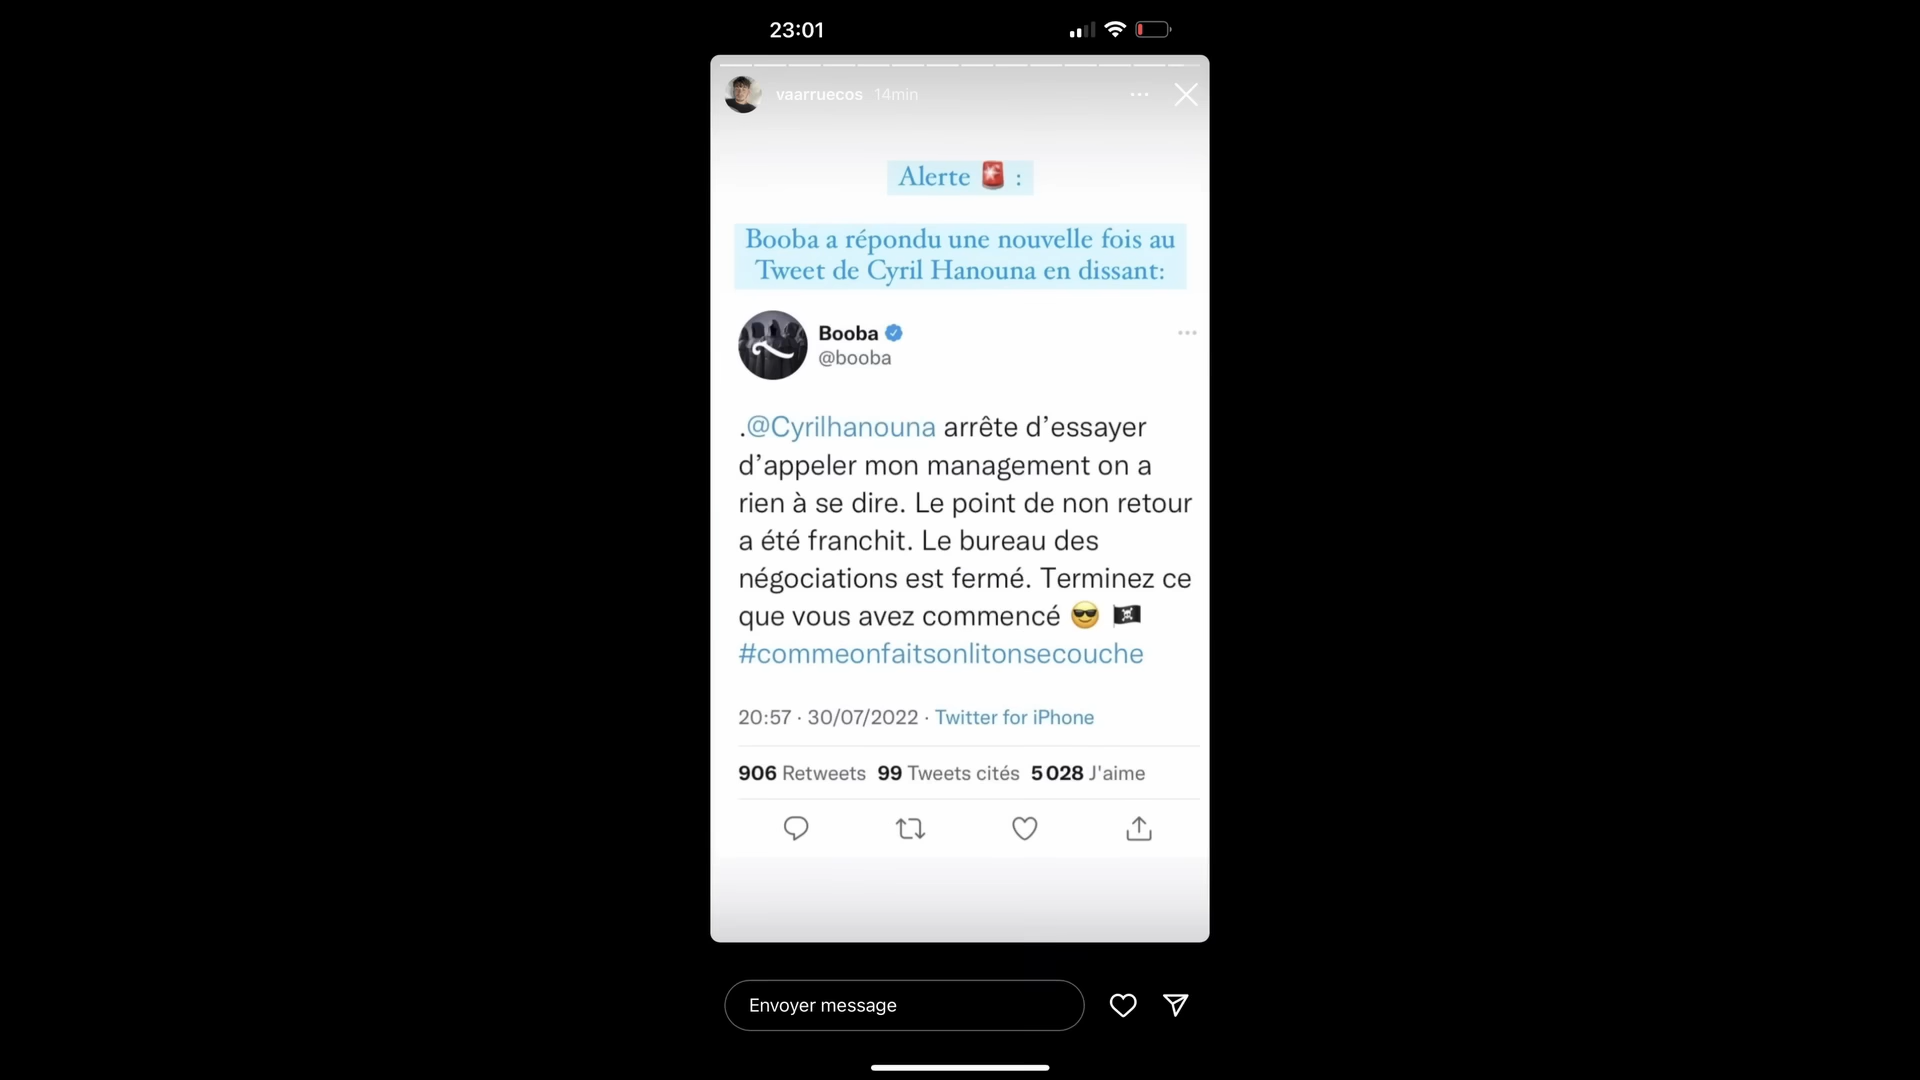 23:01
vaarruecos 14min
Alerte 🚨 :
Booba a répondu une nouvelle fois au
Tweet de Cyril Hanouna en dissant:
Booba
@booba
.@Cyrilhanouna arrête d’essayer
d’appeler mon management on a
rien à se dire. Le point de non retour
a été franchit. Le bureau des
négociations est fermé. Terminez ce
que vous avez commencé 😎 🏴‍☠️
#commeonfaitsonlitonsecouche
20:57 · 30/07/2022 · Twitter for iPhone
906 Retweets 99 Tweets cités 5 028 J'aime
Envoyer message